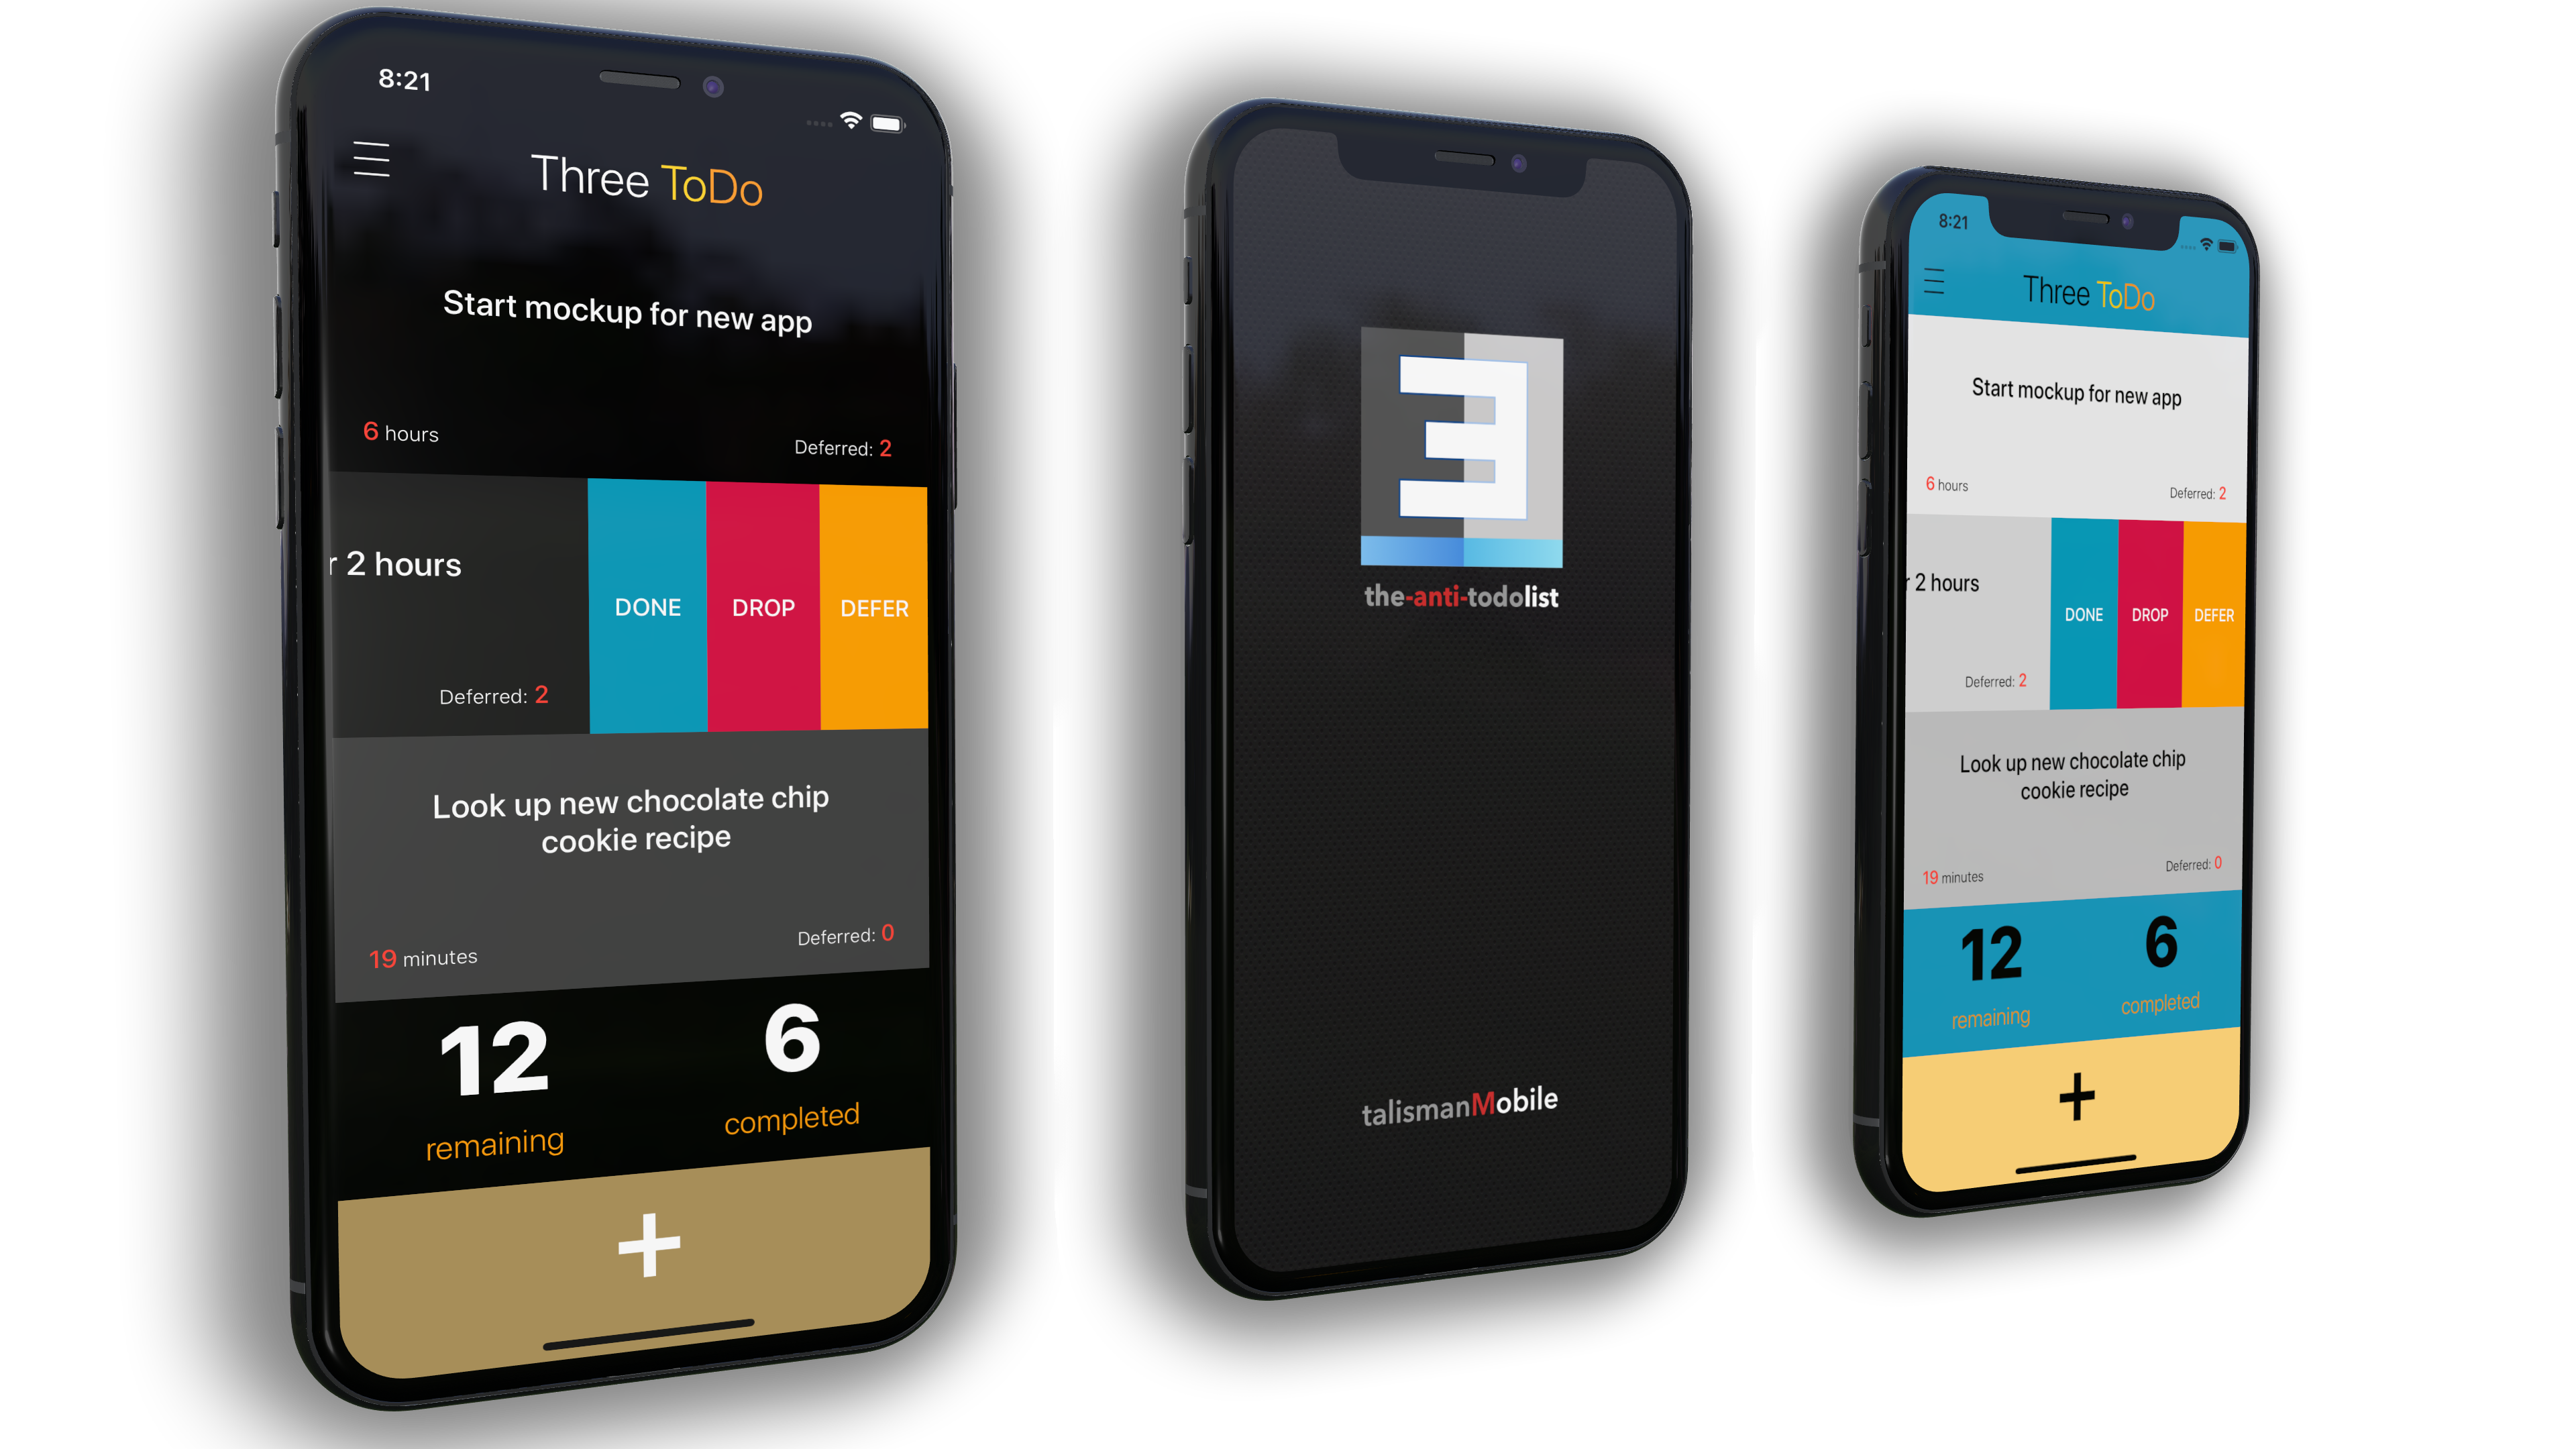 8:21
Three ToDo
Start mockup for new app
6 hours
Deferred: 2
r 2 hours
DONE
DROP
DEFER
Deferred: 2
Look up new chocolate chip
cookie recipe
19 minutes
Deferred: 0
12
6
remaining
completed
+
3
the-anti-todolist
talismanMobile
8:21
Three ToDo
Start mockup for new app
6 hours
Deferred: 2
r 2 hours
DONE
DROP
DEFER
Deferred: 2
Look up new chocolate chip
cookie recipe
19 minutes
Deferred: 0
12
6
remaining
completed
+